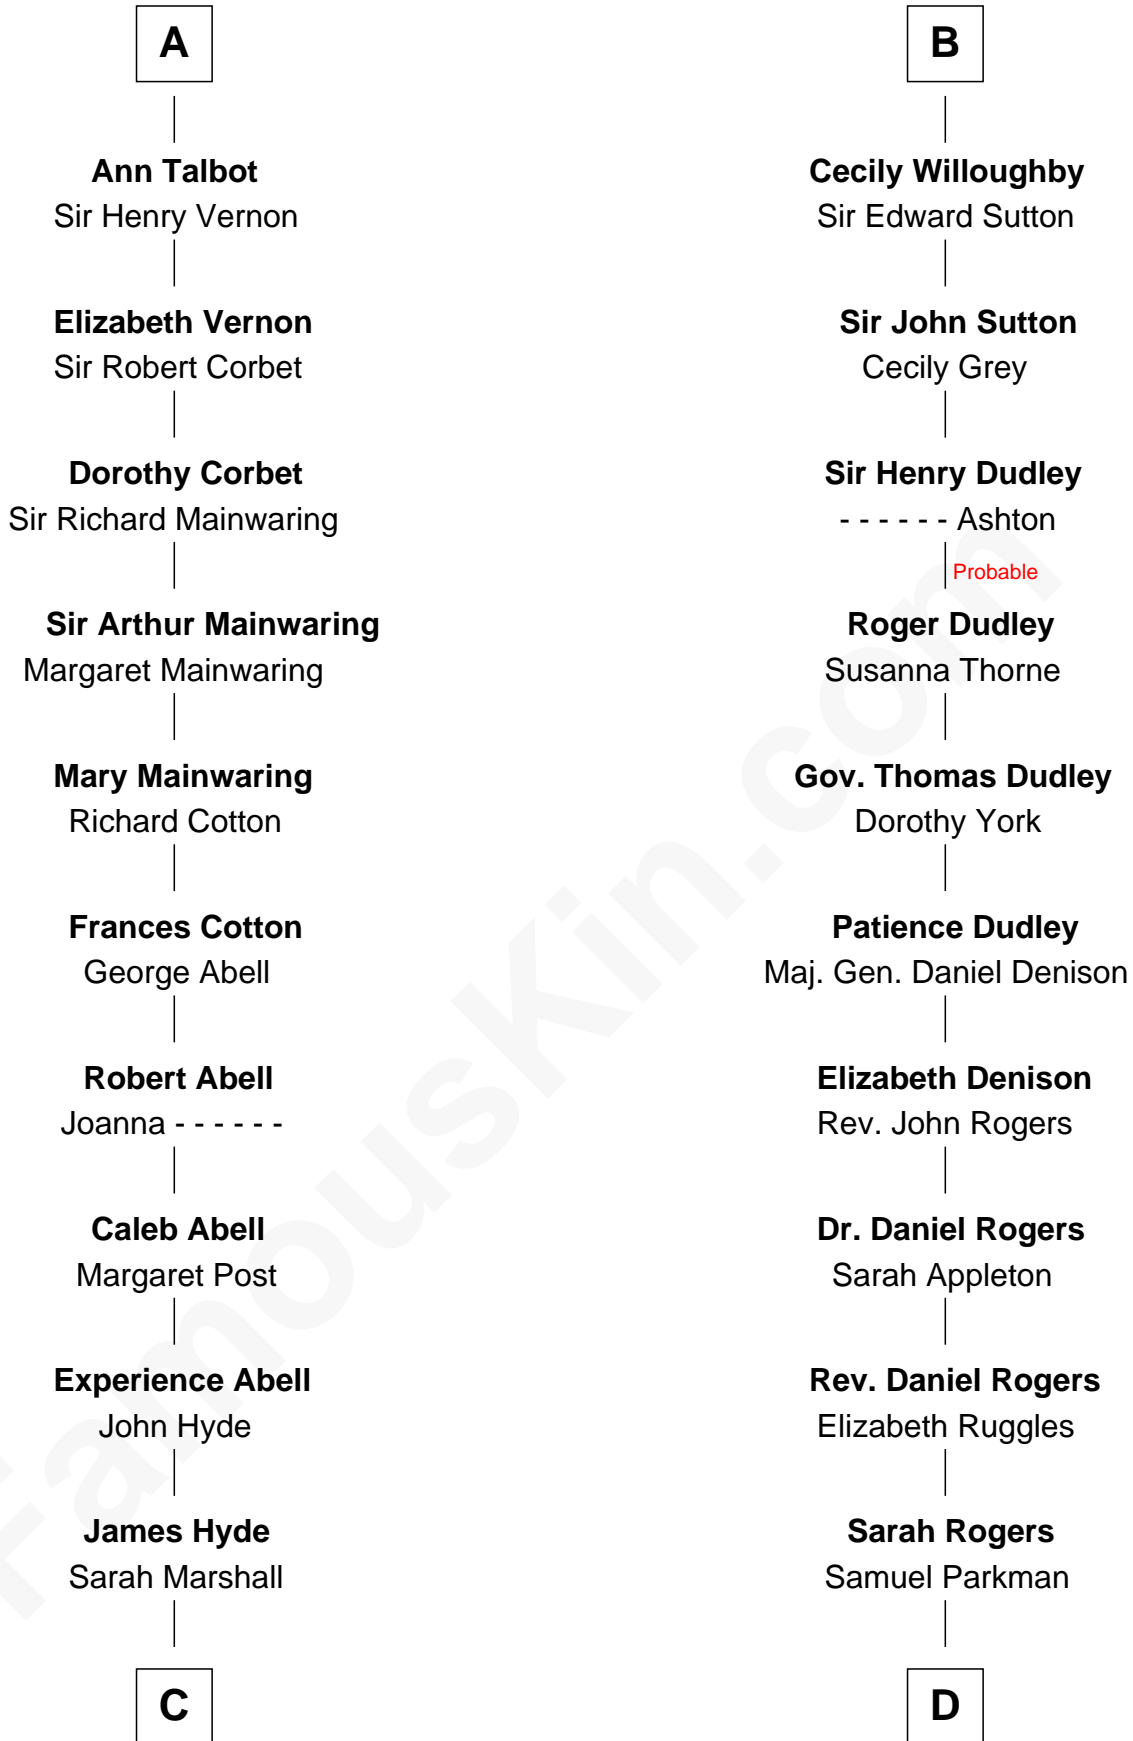 A
Ann Talbot
Sir Henry Vernon
Elizabeth Vernon
Sir Robert Corbet
Dorothy Corbet
Sir Richard Mainwaring
Sir Arthur Mainwaring
Margaret Mainwaring
Mary Mainwaring
Richard Cotton
Frances Cotton
George Abell
Robert Abell
Joanna - - - - - -
Caleb Abell
Margaret Post
Experience Abell
John Hyde
James Hyde
Sarah Marshall
C
B
Cecily Willoughby
Sir Edward Sutton
Sir John Sutton
Cecily Grey
Sir Henry Dudley
- - - - - - Ashton
Probable
Roger Dudley
Susanna Thorne
Gov. Thomas Dudley
Dorothy York
Patience Dudley
Maj. Gen. Daniel Denison
Elizabeth Denison
Rev. John Rogers
Dr. Daniel Rogers
Sarah Appleton
Rev. Daniel Rogers
Elizabeth Ruggles
Sarah Rogers
Samuel Parkman
D
FamousKin.com